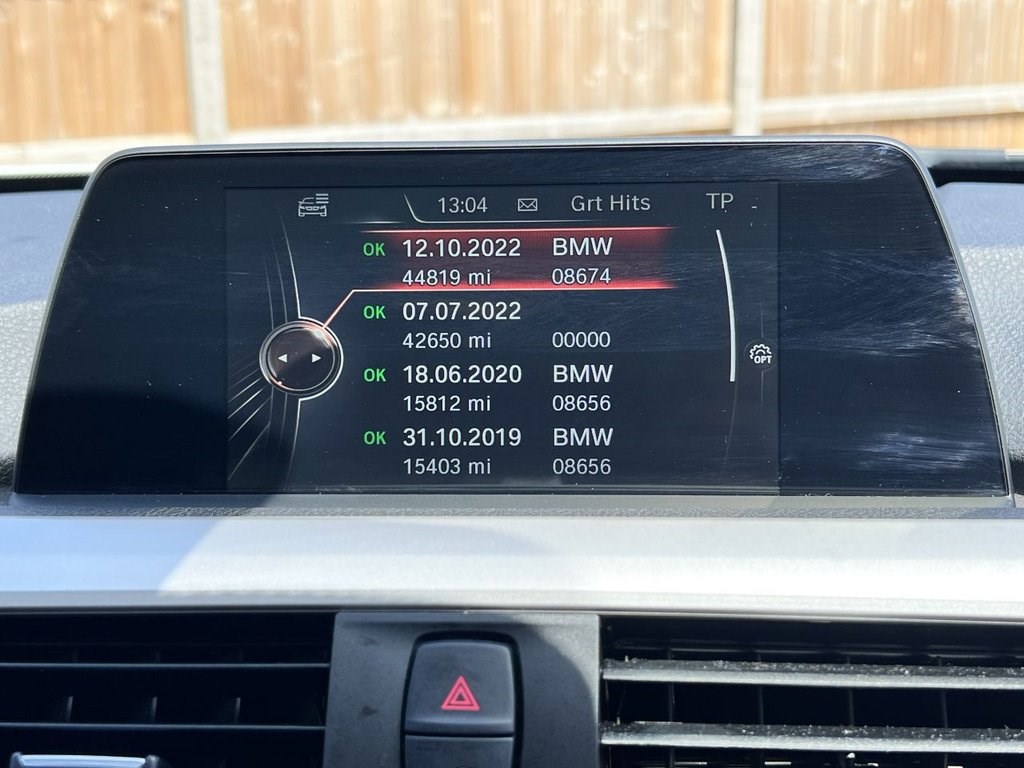 13:04 Grt Hits TP -
OK 12.10.2022 BMW
44819 mi 08674
OK 07.07.2022
42650 mi 00000
OK 18.06.2020 BMW
15812 mi 08656
OK 31.10.2019 BMW
15403 mi 08656
OPT